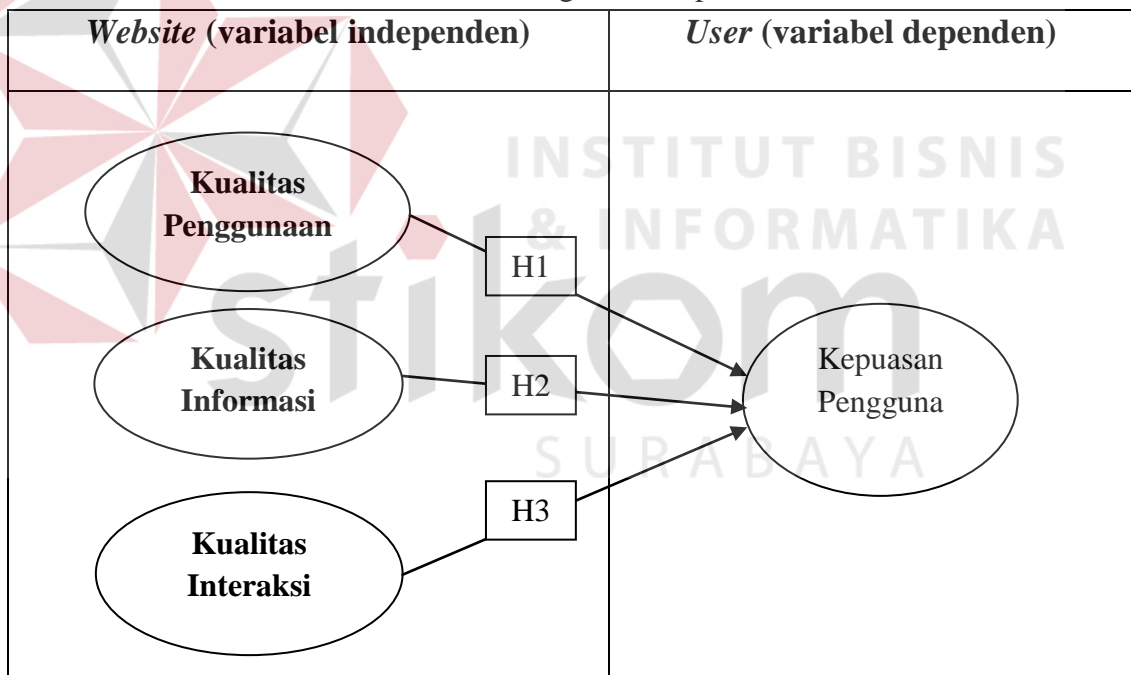 Website (variabel independen)
User (variabel dependen)
INSTITUT BISNIS
& INFORMATIKA
stikom
SURABAYA
Kualitas
Penggunaan
H1
Kualitas
Informasi
H2
Kepuasan
Pengguna
Kualitas
Interaksi
H3